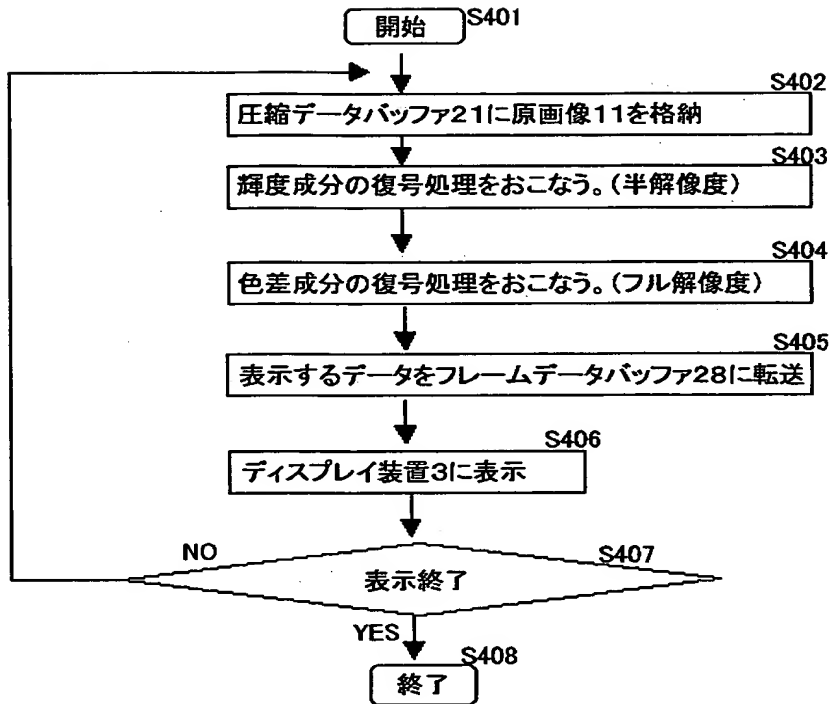 開始
S401
S402
圧縮データバッファ21に原画像11を格納
S403
輝度成分の復号処理をおこなう。(半解像度)
S404
色差成分の復号処理をおこなう。(フル解像度)
S405
表示するデータをフレームデータバッファ28に転送
S406
ディスプレイ装置3に表示
NO
S407
表示終了
YES
S408
終了